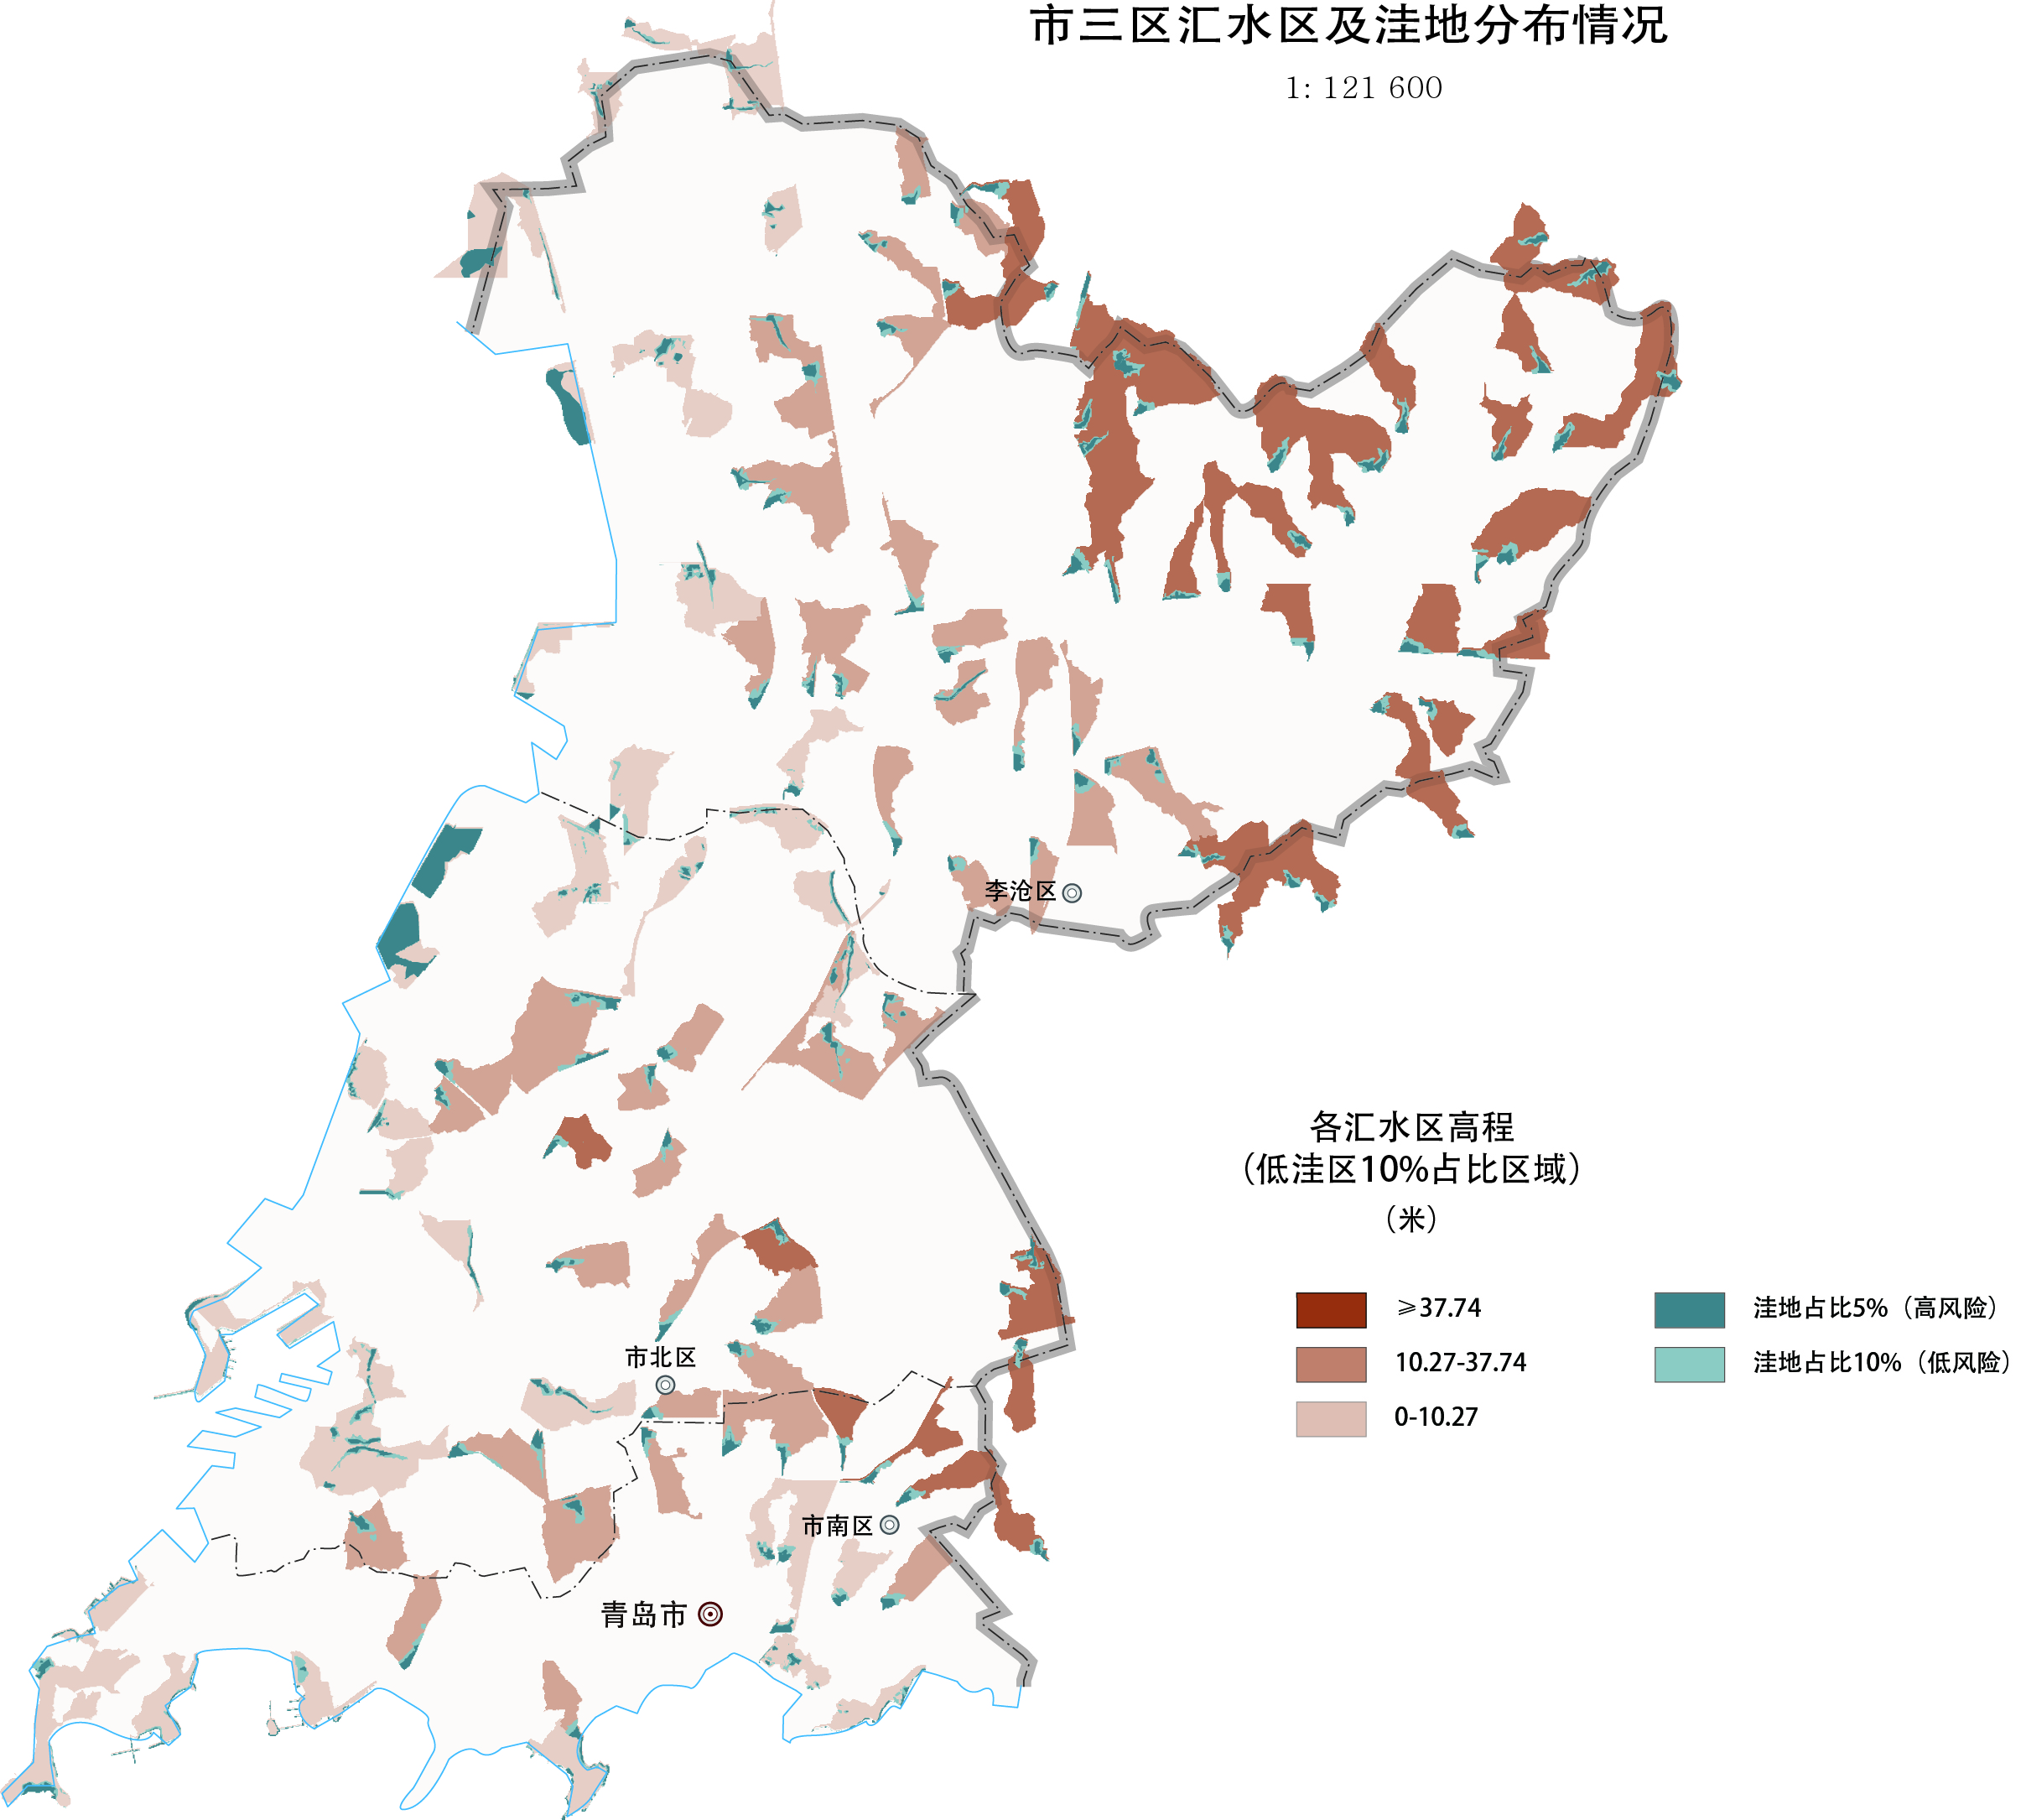 市三区汇水区及洼地分布情况
1: 121 600
李沧区
各汇水区高程
（低洼区10%占比区域）
（米）
≥37.74
洼地占比5%（高风险）
10.27-37.74
洼地占比10%（低风险）
0-10.27
市北区
市南区
青岛市